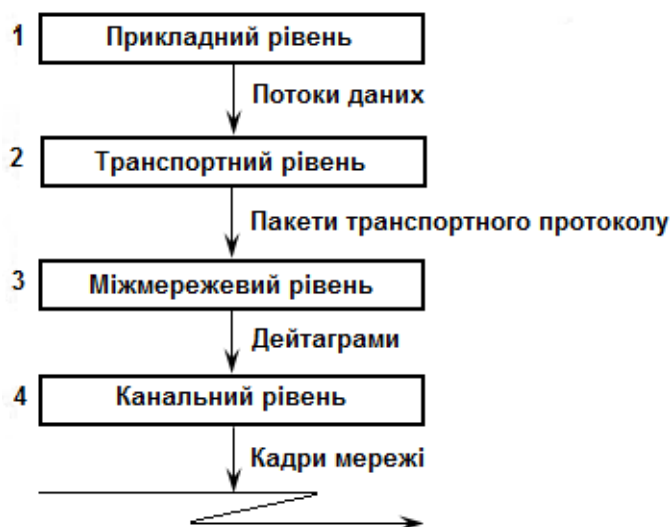 1 Прикладний рівень
Потоки даних
2 Транспортний рівень
Пакети транспортного протоколу
3 Міжмережевий рівень
Дейтаграми
4 Канальний рівень
Кадри мережі